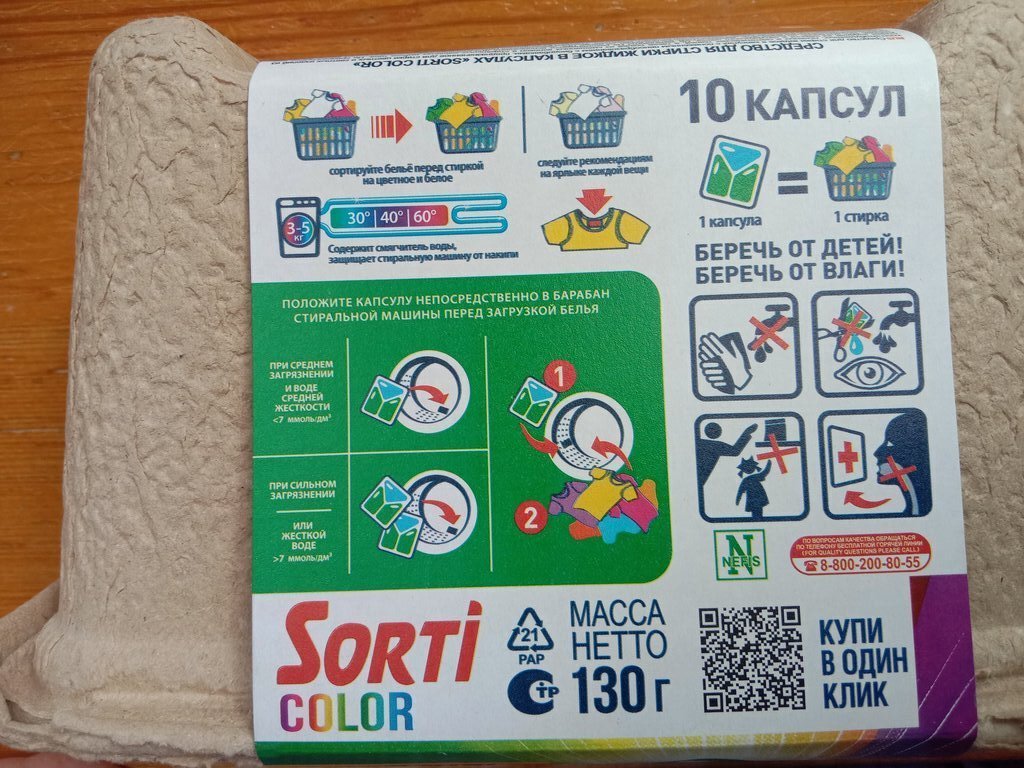 СРЕДСТВО ДЛЯ СТИРКИ ЖИДКОЕ В КАПСУЛАХ «SORTI COLOR»
10 КАПСУЛ
сортируйте бельё перед стиркой
на цветное и белое
следуйте рекомендациям
на ярлыке каждой вещи
1 капсула
=
1 стирка
3-5
кг
30° 40° 60°
Содержит смягчитель воды,
защищает стиральную машину от накипи
БЕРЕЧЬ ОТ ДЕТЕЙ!
БЕРЕЧЬ ОТ ВЛАГИ!
ПОЛОЖИТЕ КАПСУЛУ НЕПОСРЕДСТВЕННО В БАРАБАН
СТИРАЛЬНОЙ МАШИНЫ ПЕРЕД ЗАГРУЗКОЙ БЕЛЬЯ
ПРИ СРЕДНЕМ
ЗАГРЯЗНЕНИИ
И ВОДЕ
СРЕДНЕЙ
ЖЕСТКОСТИ
<7 ммоль/дм³
ПРИ СИЛЬНОМ
ЗАГРЯЗНЕНИИ
ИЛИ
ЖЕСТКОЙ
ВОДЕ
>7 ммоль/дм³
1
2
N
NEFIS
ПО ВОПРОСАМ КАЧЕСТВА ОБРАЩАТЬСЯ
ПО ТЕЛЕФОНУ БЕСПЛАТНОЙ ГОРЯЧЕЙ ЛИНИИ
(FOR QUALITY QUESTIONS PLEASE CALL)
8-800-200-80-55
SORTI
COLOR
21
PAP
СТР
МАССА
НЕТТО
130 г
КУПИ
В ОДИН
КЛИК